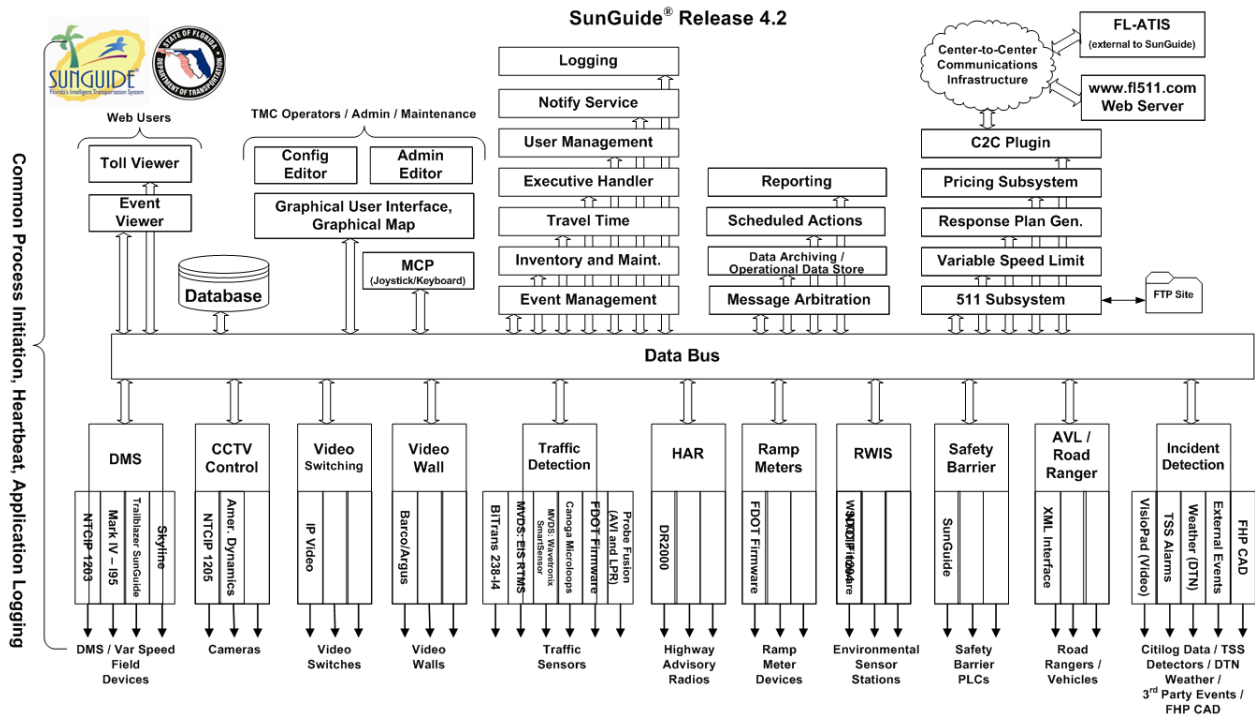 SunGuide® Release 4.2
SUNGUIDE®
Florida's Intelligent Transportation System
STATE OF FLORIDA
DEPARTMENT OF TRANSPORTATION
Common Process Initiation, Heartbeat, Application Logging
Web Users
Toll Viewer
Event
Viewer
TMC Operators / Admin / Maintenance
Config
Editor
Admin
Editor
Graphical User Interface,
Graphical Map
MCP
(Joystick/Keyboard)
Database
Logging
Notify Service
User Management
Executive Handler
Travel Time
Inventory and Maint.
Event Management
Reporting
Scheduled Actions
Data Archiving /
Operational Data Store
Message Arbitration
Center-to-Center
Communications
Infrastructure
FL-ATIS
(external to SunGuide)
www.fl511.com
Web Server
C2C Plugin
Pricing Subsystem
Response Plan Gen.
Variable Speed Limit
511 Subsystem
FTP Site
Data Bus
DMS
NTCIP 1203
Mark IV – I95
Trailblazer SunGuide
Skyline
DMS / Var Speed
Field
Devices
CCTV
Control
NTCIP 1205
Amer. Dynamics
Cameras
Video
Switching
IP Video
Video
Switches
Video
Wall
Barco/Argus
Video
Walls
Traffic
Detection
BiTrans 238-I4
MVDS: EIS RTMS
MVDS: Wavetronix
SmartSensor
Canoga Microloops
FDOT Firmware
Probe Fusion
(AVI and LPR)
Traffic
Sensors
HAR
DR2000
Highway
Advisory
Radios
Ramp
Meters
FDOT Firmware
Ramp
Meter
Devices
RWIS
Environmental
Sensor
Stations
Safety
Barrier
SunGuide
Safety
Barrier
PLCs
AVL /
Road
Ranger
XML Interface
Road
Rangers /
Vehicles
Incident
Detection
VisioPad (Video)
TSS Alarms
Weather (DTN)
External Events
FHP CAD
Citilog Data / TSS
Detectors / DTN
Weather /
3rd Party Events /
FHP CAD